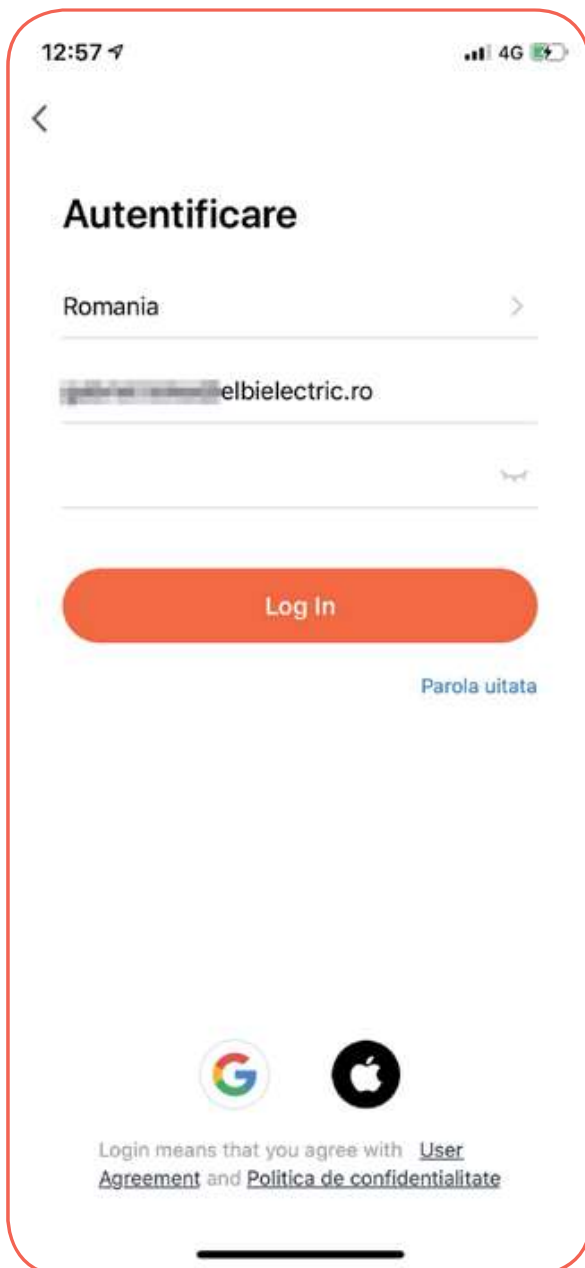 12:57
4G
Autentificare
Romania
elbielectric.ro
Log In
Parola uitata
Login means that you agree with User
Agreement and Politica de confidentialitate